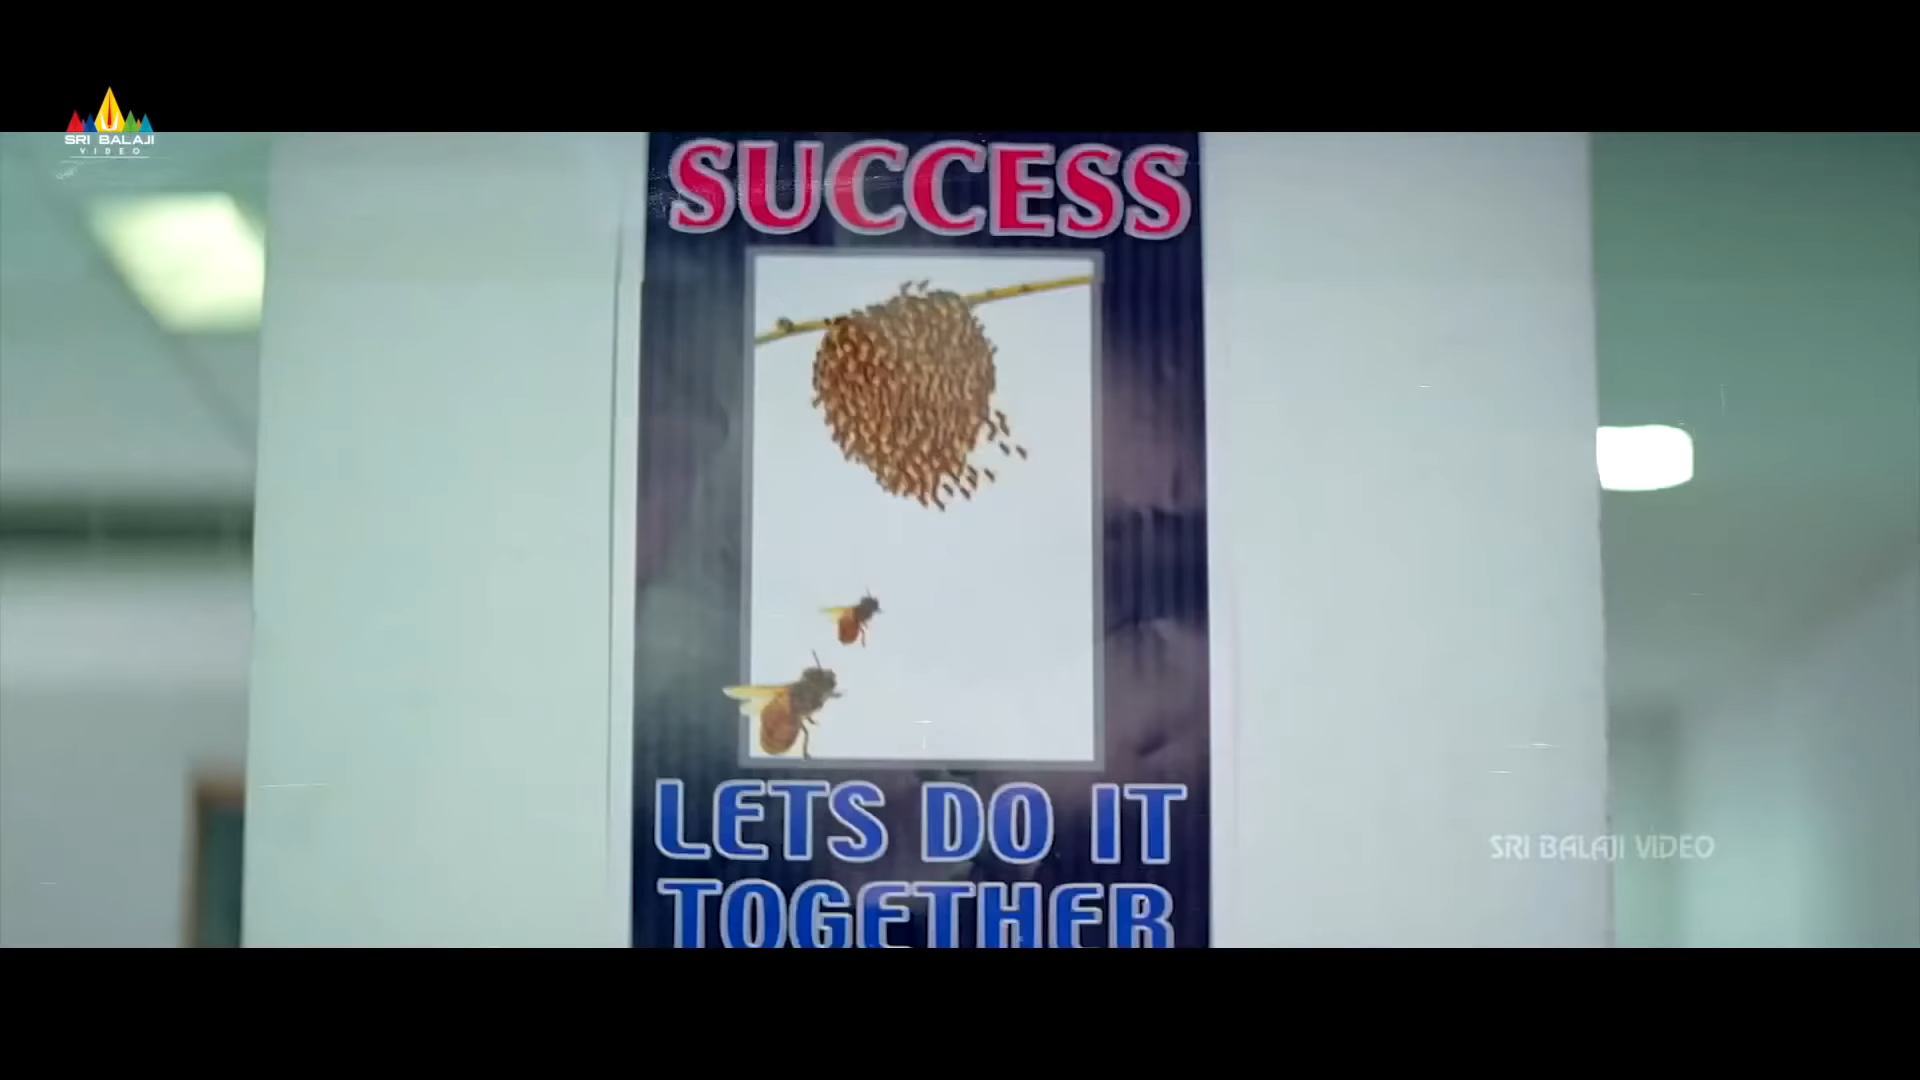 SRI BALAJI
VIDEO
SUCCESS
LETS DO IT
TOGETHER
SRI BALAJI VIDEO